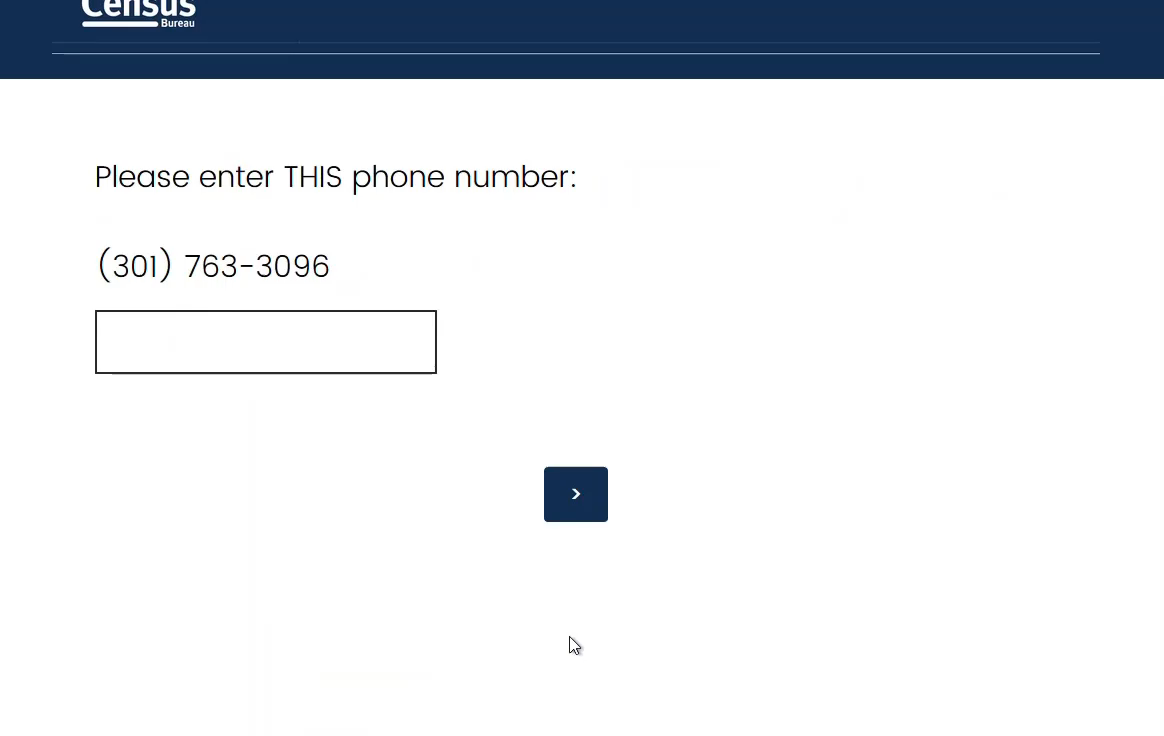 Census
Bureau
Please enter THIS phone number:
(301) 763-3096
>